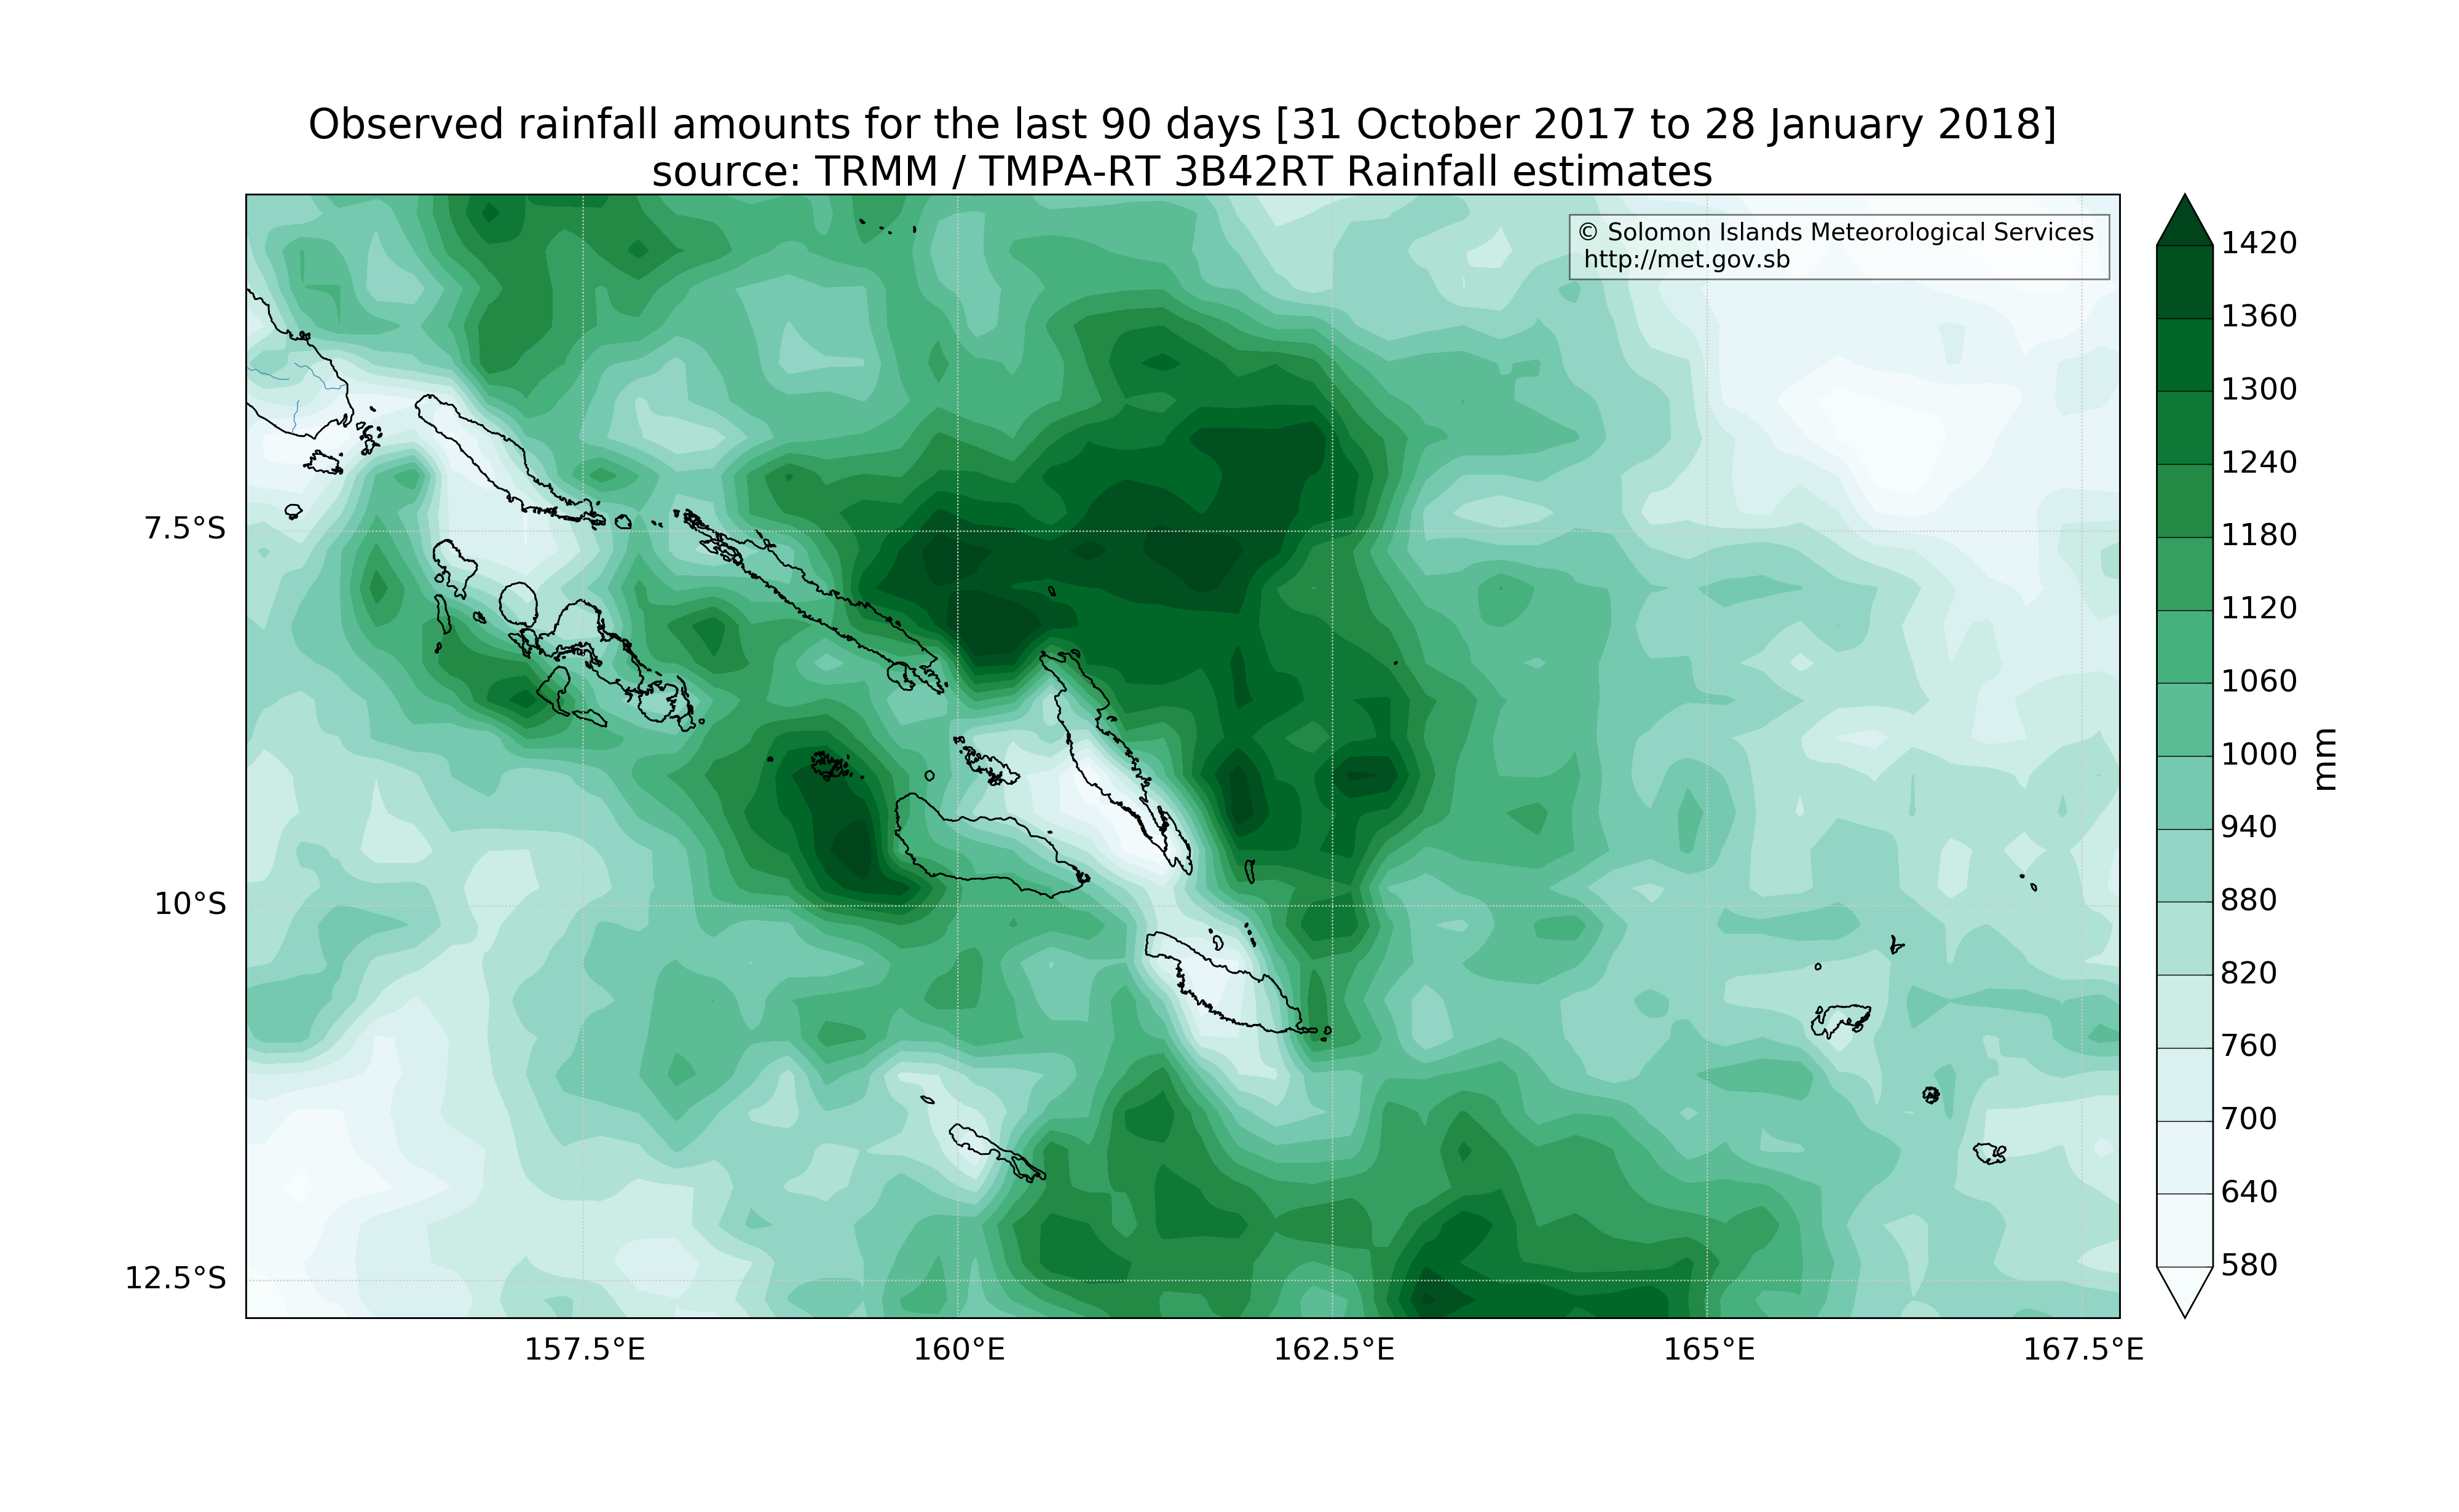 Observed rainfall amounts for the last 90 days [31 October 2017 to 28 January 2018]
source: TRMM / TMPA-RT 3B42RT Rainfall estimates
© Solomon Islands Meteorological Services
http://met.gov.sb
7.5°S
10°S
12.5°S
157.5°E
160°E
162.5°E
165°E
167.5°E
1420
1360
1300
1240
1180
1120
1060
1000
940
880
820
760
700
640
580
mm